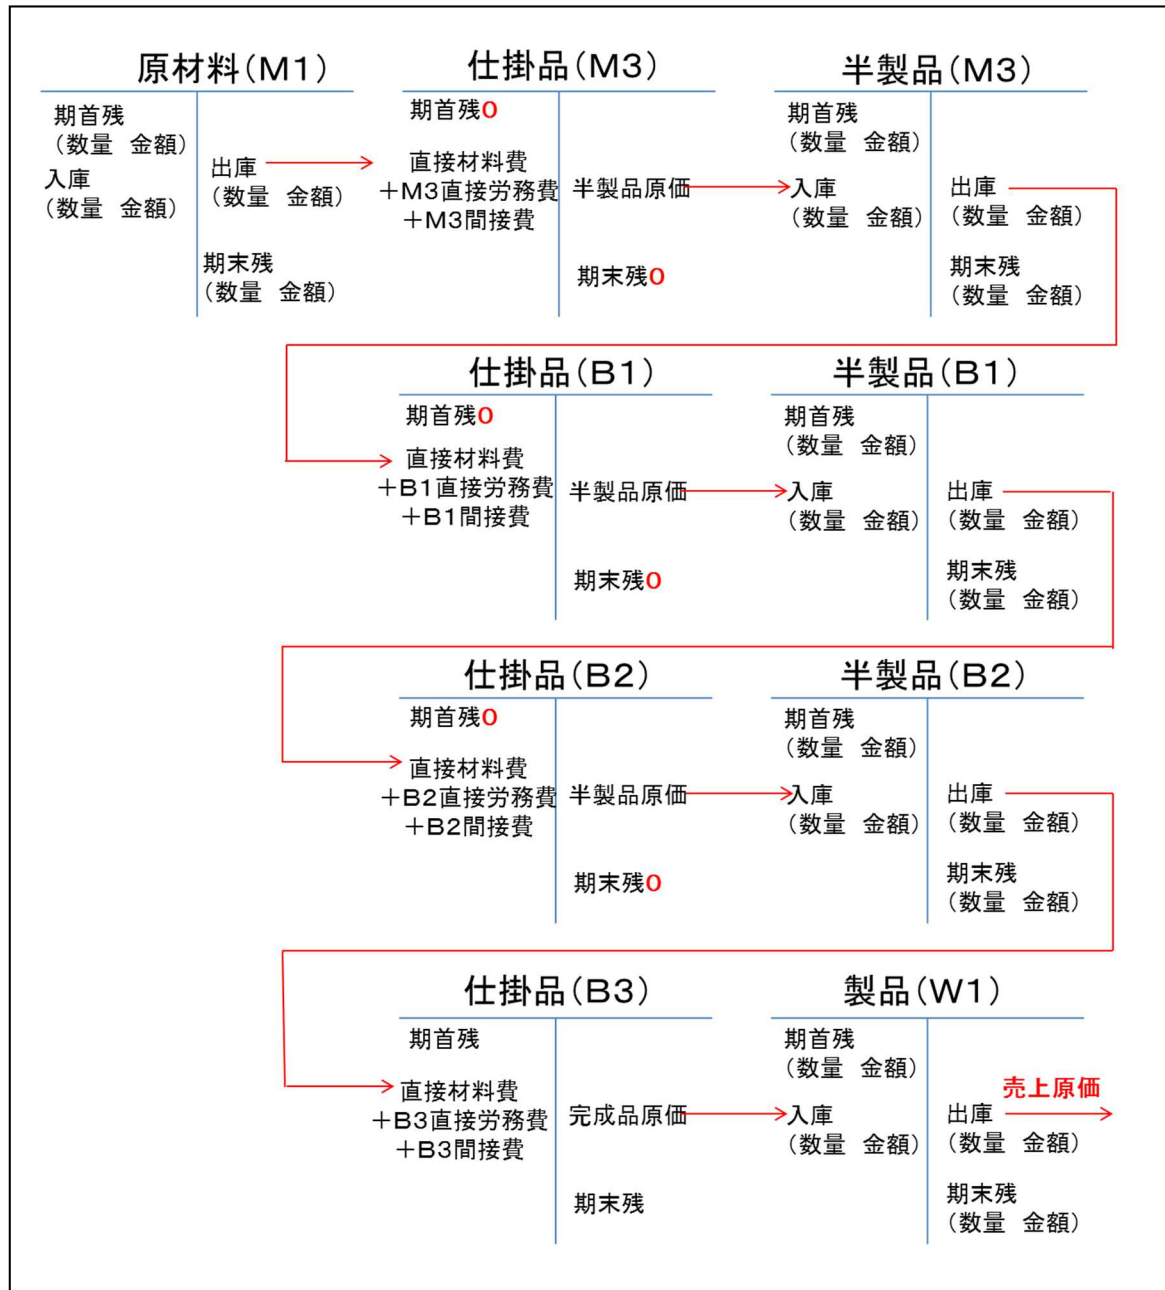 原材料（Ｍ１）
期首残
（数量　金額）
入庫
（数量　金額）
出庫
（数量　金額）
期末残
（数量　金額）
仕掛品（Ｍ３）
期首残０
直接材料費
＋Ｍ３直接労務費
＋Ｍ３間接費
半製品原価
期末残０
半製品（Ｍ３）
期首残
（数量　金額）
入庫
（数量　金額）
出庫
（数量　金額）
期末残
（数量　金額）
仕掛品（Ｂ１）
期首残０
直接材料費
＋Ｂ１直接労務費
＋Ｂ１間接費
半製品原価
期末残０
半製品（Ｂ１）
期首残
（数量　金額）
入庫
（数量　金額）
出庫
（数量　金額）
期末残
（数量　金額）
仕掛品（Ｂ２）
期首残０
直接材料費
＋Ｂ２直接労務費
＋Ｂ２間接費
半製品原価
期末残０
半製品（Ｂ２）
期首残
（数量　金額）
入庫
（数量　金額）
出庫
（数量　金額）
期末残
（数量　金額）
仕掛品（Ｂ３）
期首残
直接材料費
＋Ｂ３直接労務費
＋Ｂ３間接費
完成品原価
期末残
製品（Ｗ１）
期首残
（数量　金額）
入庫
（数量　金額）
売上原価
出庫
（数量　金額）
期末残
（数量　金額）